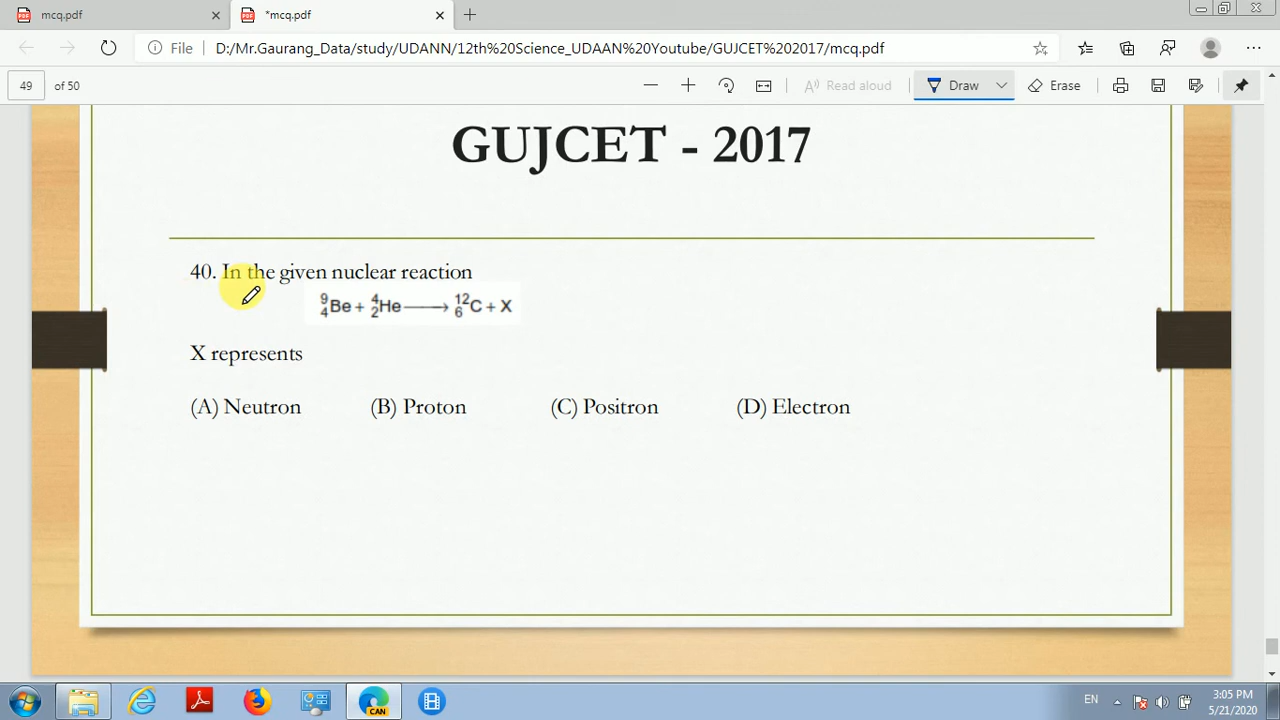 mcq.pdf
*mcq.pdf
File D:/Mr.Gaurang_Data/study/UDANN/12th%20Science_UDAAN%20Youtube/GUJCET%202017/mcq.pdf
49 of 50
Read aloud
Draw
Erase
GUJCET - 2017
40. In the given nuclear reaction
⁹₄Be + ⁴₂He ⟶ ¹²₆C + X
X represents
(A) Neutron (B) Proton (C) Positron (D) Electron
CAN
EN
3:05 PM
5/21/2020